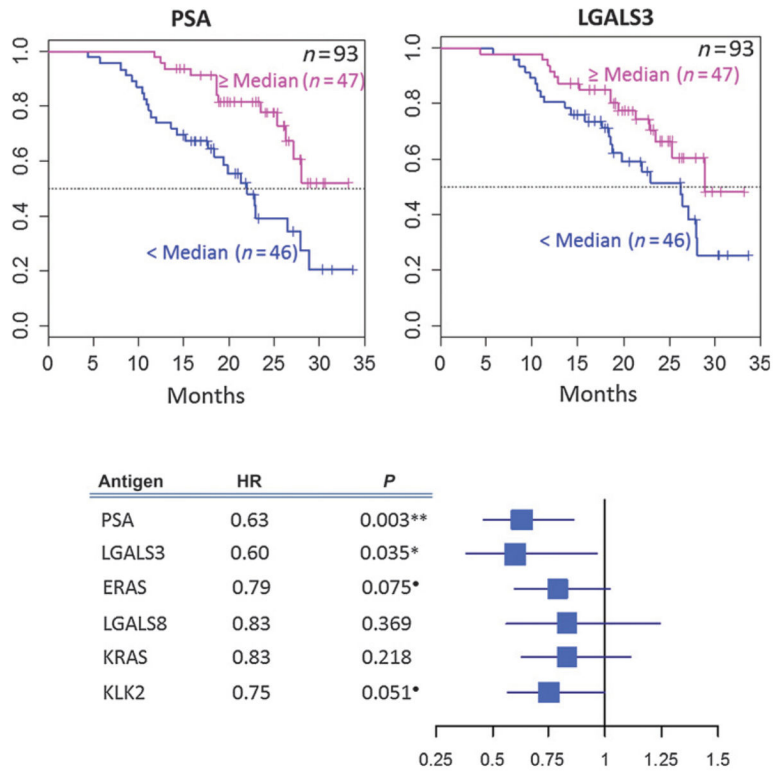 PSA
n=93
≥ Median (n=47)
< Median (n=46)
1.0
0.8
0.6
0.4
0.2
0.0
0 5 10 15 20 25 30 35
Months
LGALS3
n=93
≥ Median (n=47)
< Median (n=46)
1.0
0.8
0.6
0.4
0.2
0.0
0 5 10 15 20 25 30 35
Months
Antigen HR P
PSA 0.63 0.003**
LGALS3 0.60 0.035*
ERAS 0.79 0.075•
LGALS8 0.83 0.369
KRAS 0.83 0.218
KLK2 0.75 0.051•
0.25 0.5 0.75 1 1.25 1.5